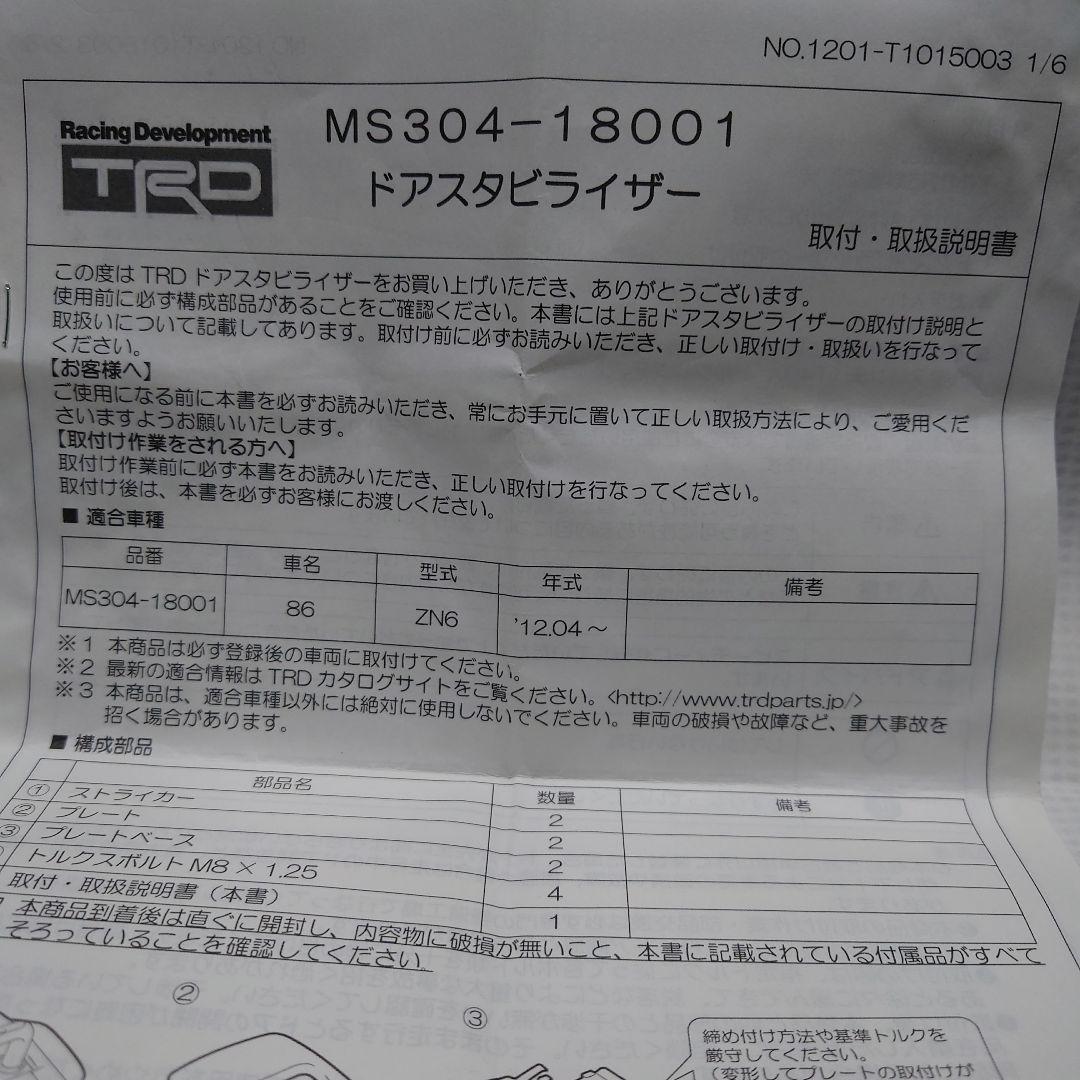 NO.1201-T1015003 1/6
Racing Development
TRD
MS304-18001
ドアスタビライザー
取付・取扱説明書
この度は TRD ドアスタビライザーをお買い上げいただき、ありがとうございます。
使用前に必ず構成部品があることをご確認ください。本書には上記ドアスタビライザーの取付け説明と
取扱いについて記載してあります。取付け前に必ずお読みいただき、正しい取付け・取扱いを行なって
ください。
【お客様へ】
ご使用になる前に本書を必ずお読みいただき、常にお手元に置いて正しい取扱方法により、ご愛用くだ
さいますようお願いいたします。
【取付け作業をされる方へ】
取付け作業前に必ず本書をお読みいただき、正しい取付けを行なってください。
取付け後は、本書を必ずお客様にお渡しください。
■ 適合車種
品番 車名 型式 年式 備考
MS304-18001 86 ZN6 '12.04～
※1 本商品は必ず登録後の車両に取付けてください。
※2 最新の適合情報は TRD カタログサイトをご覧ください。<http://www.trdparts.jp/>
※3 本商品は、適合車種以外には絶対に使用しないでください。車両の破損や故障など、重大事故を
招く場合があります。
■ 構成部品
部品名 数量 備考
① ストライカー 2
② プレート 2
③ プレートベース 2
トルクスボルト M8×1.25 4
取付・取扱説明書（本書） 1
本商品到着後は直ぐに開封し、内容物に破損が無いこと、本書に記載されている付属品がすべて
そろっていることを確認してください。
②
③
締め付け方法や基準トルクを
厳守してください。
（変形してプレートの取付けが